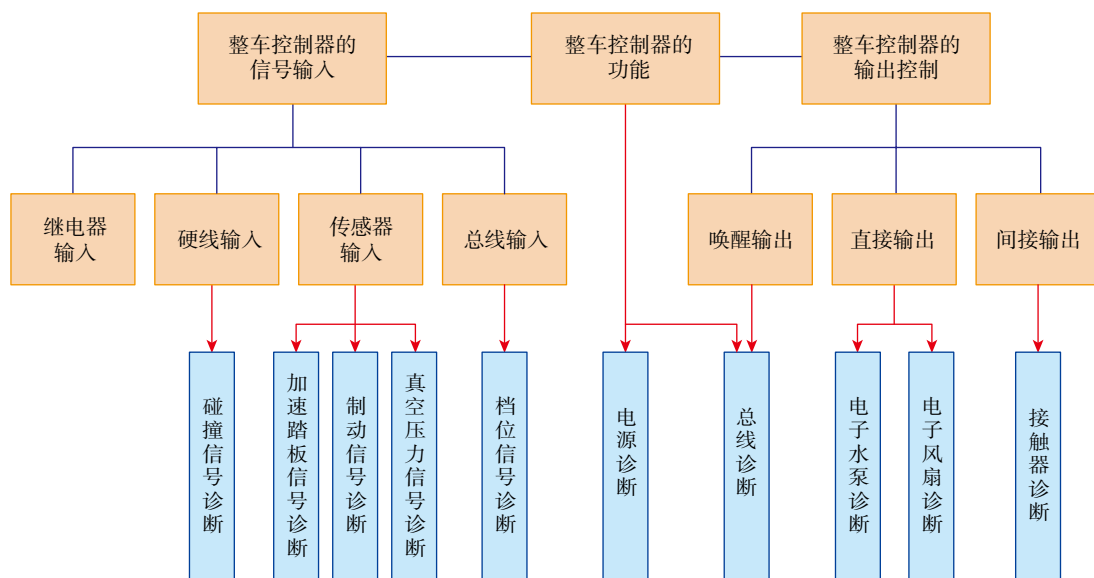 整车控制器的
信号输入
整车控制器的
功能
整车控制器的
输出控制
继电器
输入
硬线输入
传感器
输入
总线输入
唤醒输出
直接输出
间接输出
碰撞信号诊断
加速踏板信号诊断
制动信号诊断
真空压力信号诊断
档位信号诊断
电源诊断
总线诊断
电子水泵诊断
电子风扇诊断
接触器诊断